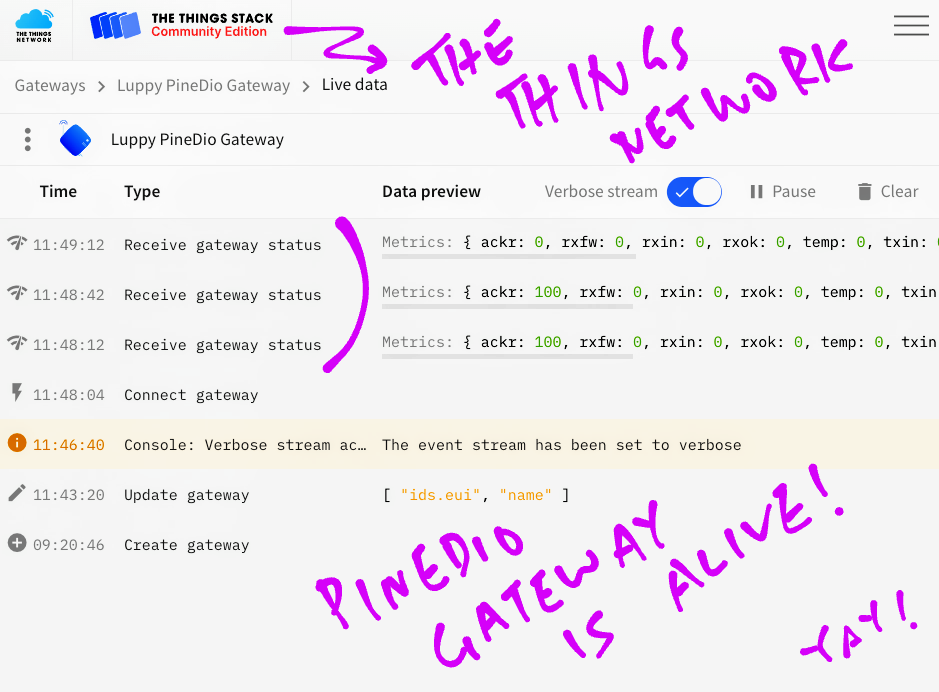 THE THINGS NETWORK
THE THINGS STACK
Community Edition
THE
THINGS
NETWORK
Gateways > Luppy PineDio Gateway > Live data
Luppy PineDio Gateway
Time Type Data preview Verbose stream Pause Clear
11:49:12 Receive gateway status Metrics: { ackr: 0, rxfw: 0, rxin: 0, rxok: 0, temp: 0, txin: 0
11:48:42 Receive gateway status Metrics: { ackr: 100, rxfw: 0, rxin: 0, rxok: 0, temp: 0, txin
11:48:12 Receive gateway status Metrics: { ackr: 100, rxfw: 0, rxin: 0, rxok: 0, temp: 0, txin
11:48:04 Connect gateway
11:46:40 Console: Verbose stream ac… The event stream has been set to verbose
11:43:20 Update gateway [ "ids.eui", "name" ]
09:20:46 Create gateway
PINEDIO
GATEWAY
IS ALIVE!
YAY!